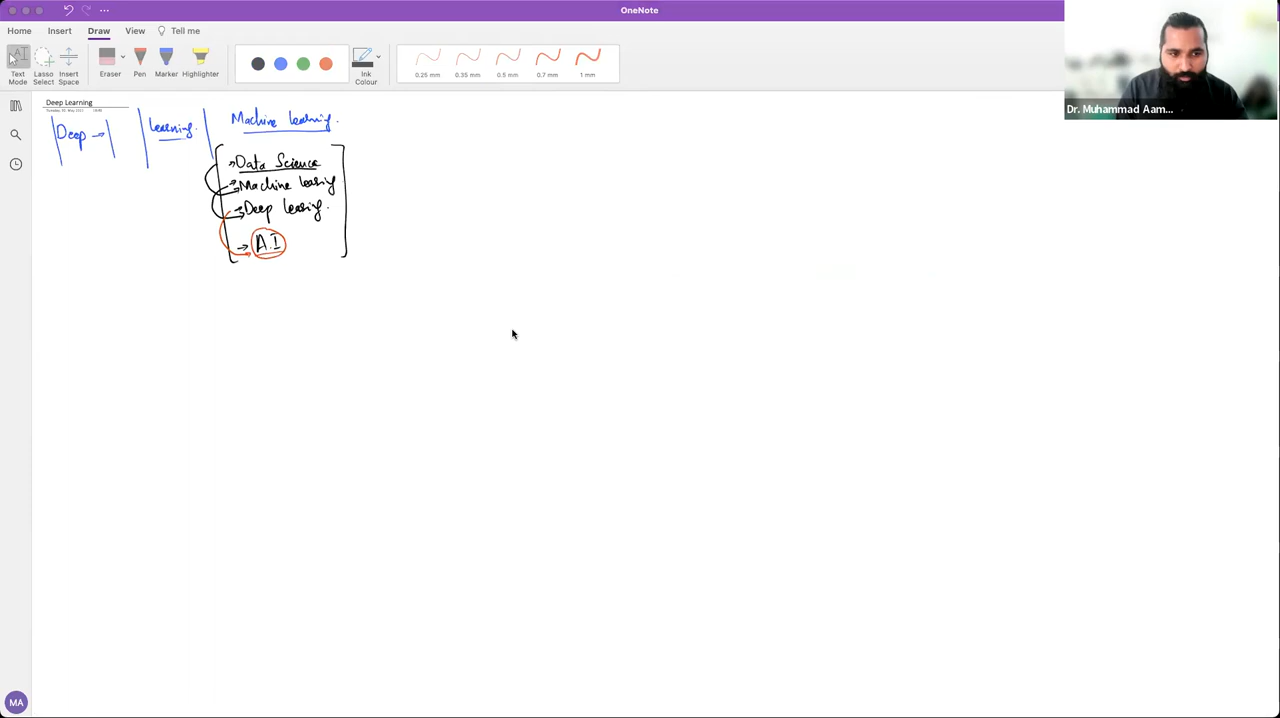 OneNote
Home Insert Draw View Tell me
Text Mode
Lasso Select
Insert Space
Eraser
Pen
Marker
Highlighter
Ink Colour
0.25 mm
0.35 mm
0.5 mm
0.7 mm
1 mm
Dr. Muhammad Aam...
Deep Learning
Deep → Learning. Machine learning.
→ Data Science
→ Machine learning
→ Deep learning.
→ A.I
MA